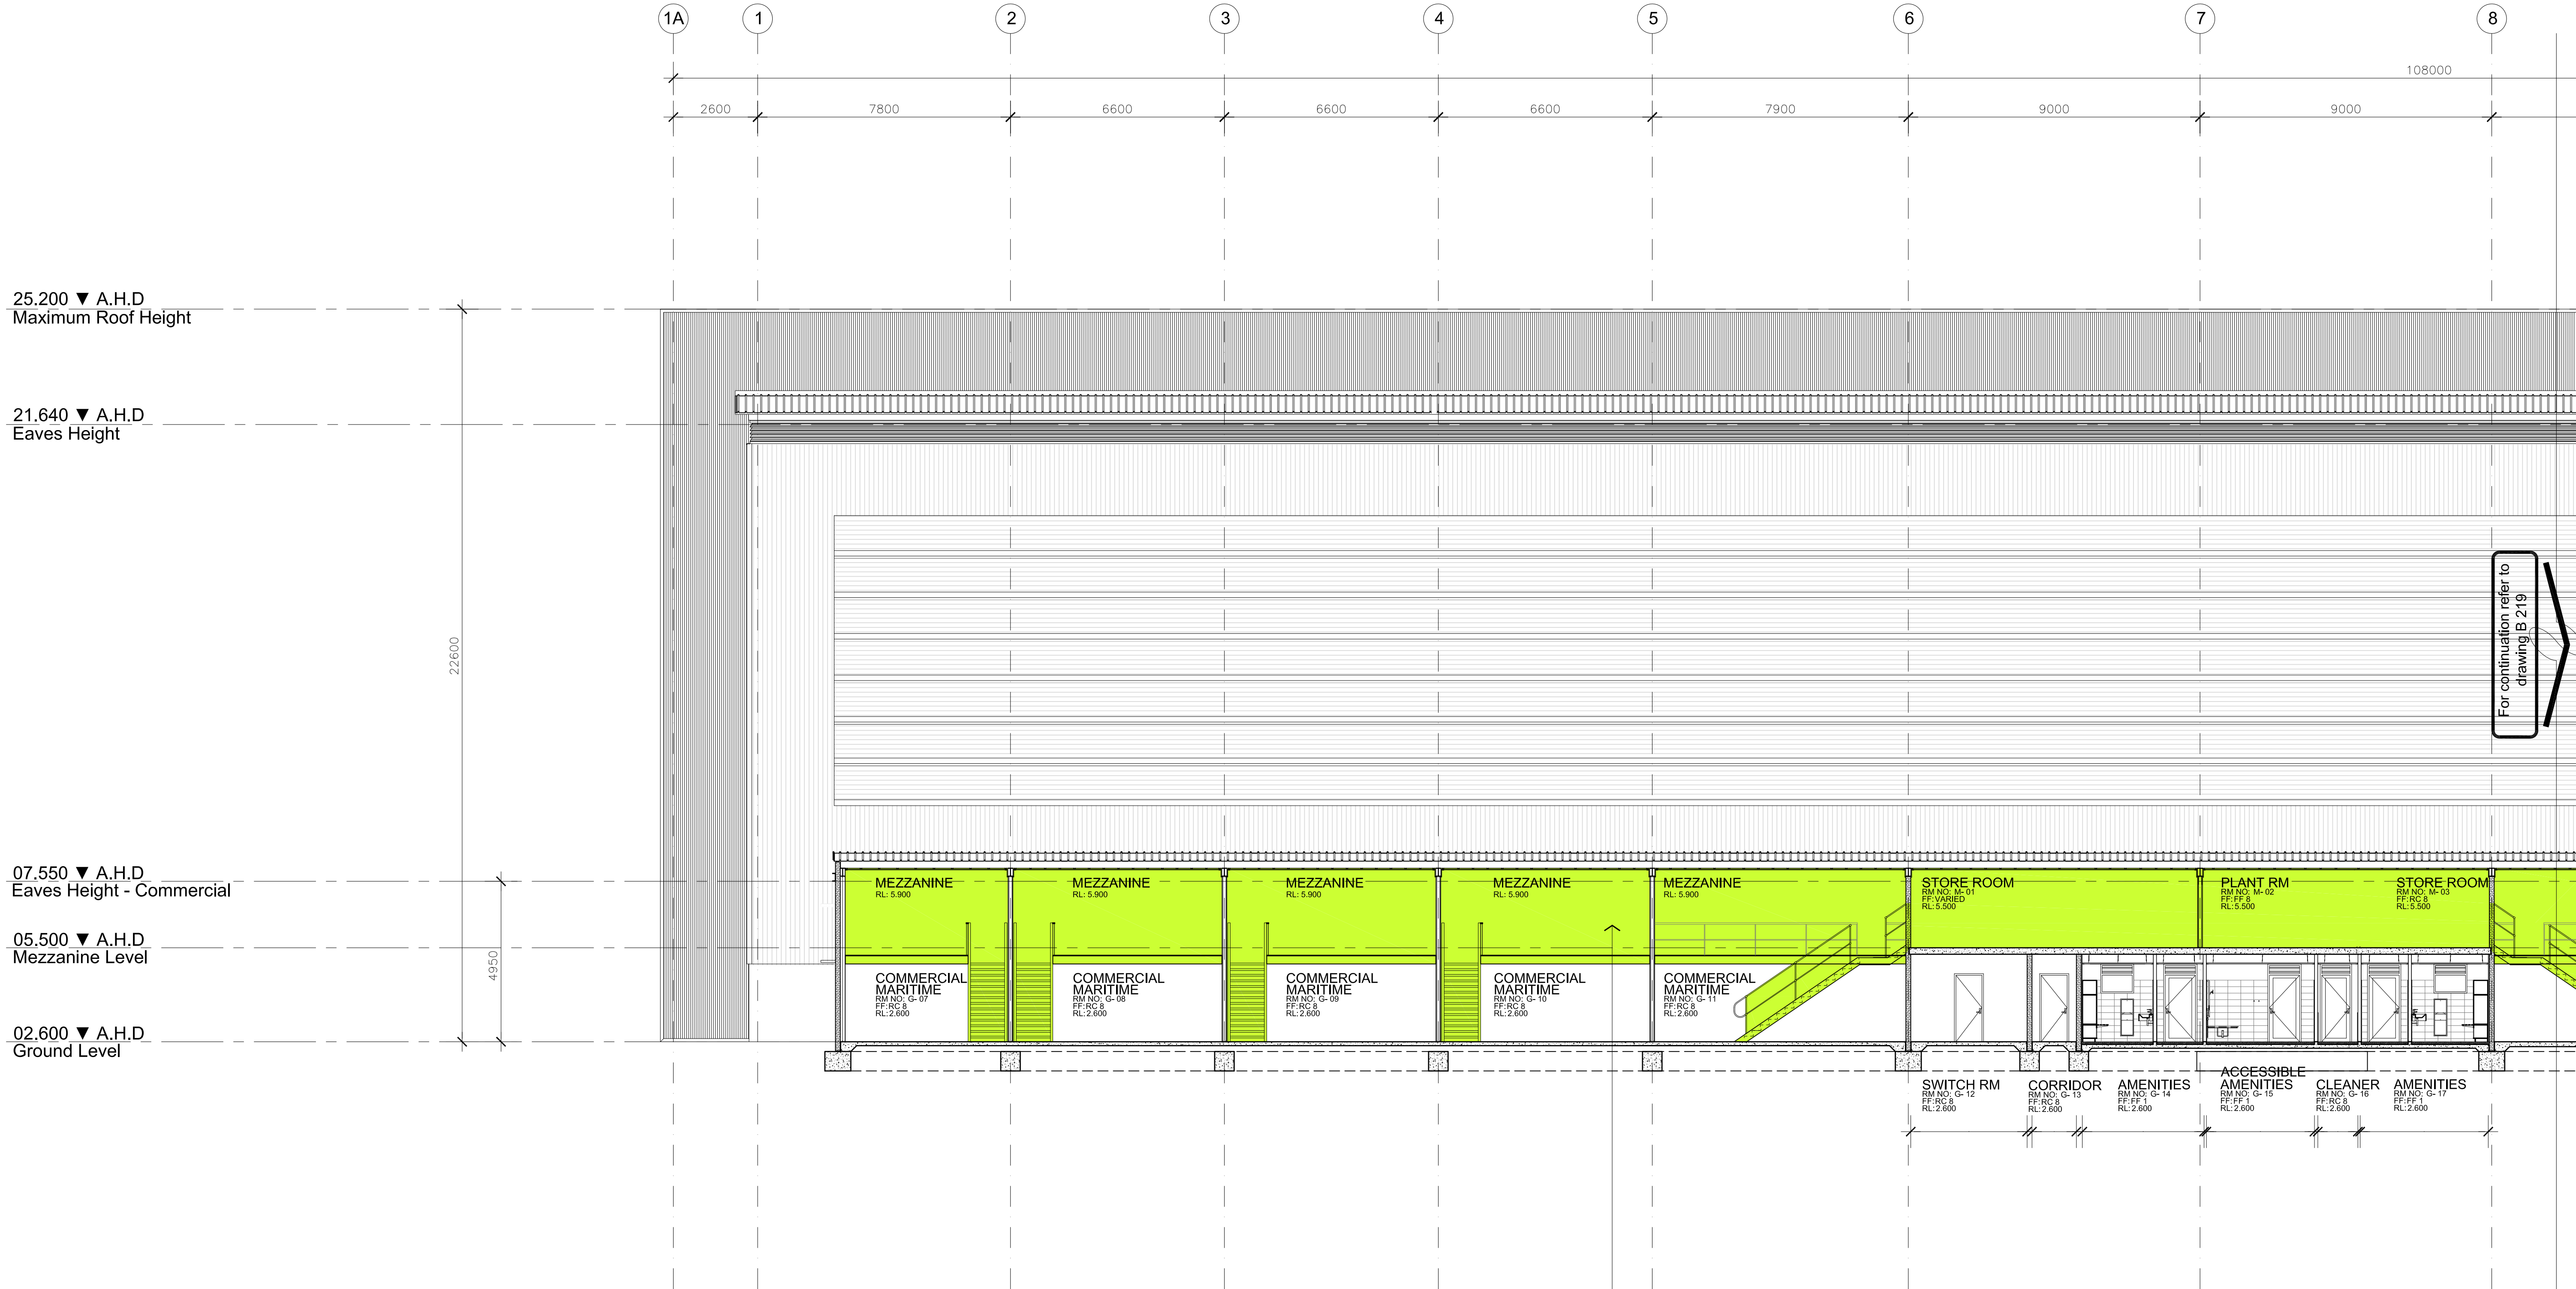 1A 1 2 3 4 5 6 7 8
108000
2600 7800 6600 6600 6600 7900 9000 9000
25.200 ▼ A.H.D
Maximum Roof Height
21.640 ▼ A.H.D
Eaves Height
22600
For continuation refer to
drawing B 219
07.550 ▼ A.H.D
Eaves Height - Commercial
05.500 ▼ A.H.D
Mezzanine Level
4950
02.600 ▼ A.H.D
Ground Level
MEZZANINE
RL: 5.900
MEZZANINE
RL: 5.900
MEZZANINE
RL: 5.900
MEZZANINE
RL: 5.900
MEZZANINE
RL: 5.900
STORE ROOM
RM NO: M- 01
FF:VARIED
RL: 5.500
PLANT RM
RM NO: M- 02
FF:FF 8
RL: 5.500
STORE ROOM
RM NO: M- 03
FF:RC 8
RL: 5.500
COMMERCIAL
MARITIME
RM NO: G- 07
FF:RC 8
RL: 2.600
COMMERCIAL
MARITIME
RM NO: G- 08
FF:RC 8
RL: 2.600
COMMERCIAL
MARITIME
RM NO: G- 09
FF:RC 8
RL: 2.600
COMMERCIAL
MARITIME
RM NO: G- 10
FF:RC 8
RL: 2.600
COMMERCIAL
MARITIME
RM NO: G- 11
FF:RC 8
RL: 2.600
SWITCH RM
RM NO: G- 12
FF:RC 8
RL: 2.600
CORRIDOR
RM NO: G- 13
FF:RC 8
RL: 2.600
AMENITIES
RM NO: G- 14
FF:FF 1
RL: 2.600
ACCESSIBLE
AMENITIES
RM NO: G- 15
FF:FF 1
RL: 2.600
CLEANER
RM NO: G- 16
FF:RC 8
RL: 2.600
AMENITIES
RM NO: G- 17
FF:FF 1
RL: 2.600